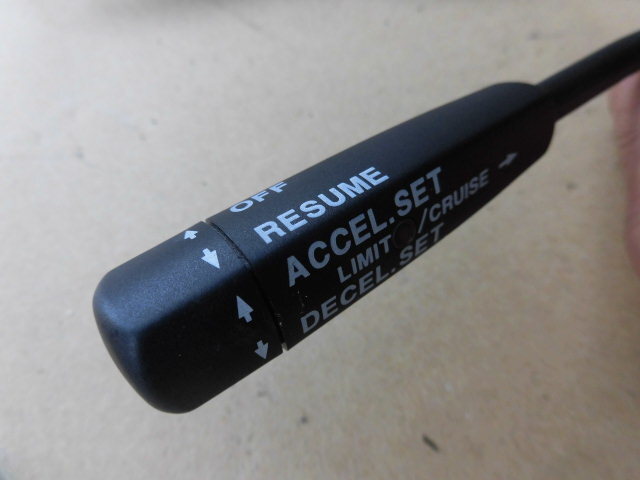 OFF
RESUME
ACCEL.SET
LIMIT /CRUISE
DECEL.SET